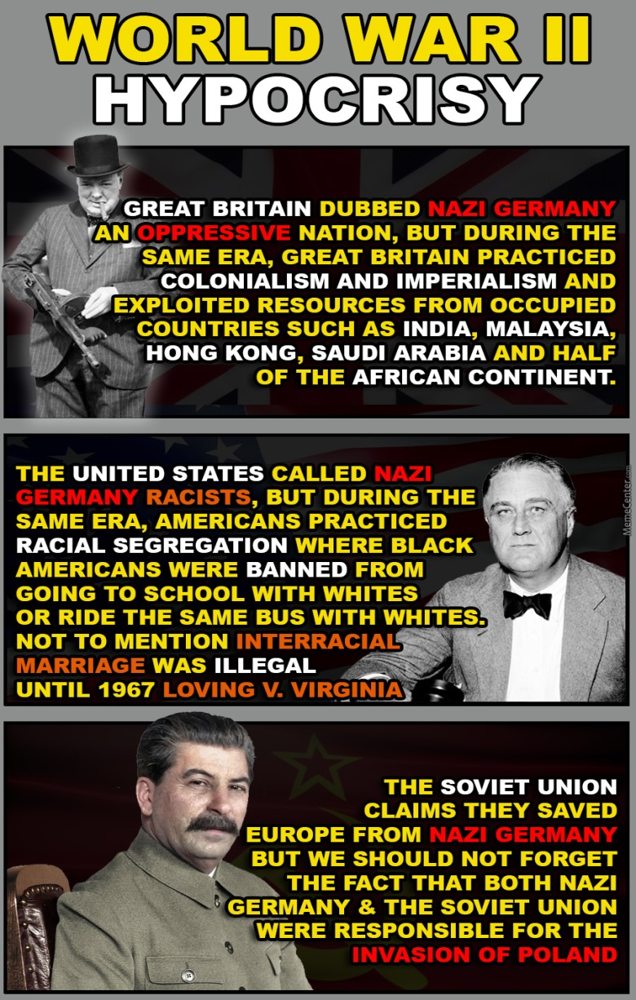 WORLD WAR II
HYPOCRISY
GREAT BRITAIN DUBBED NAZI GERMANY
AN OPPRESSIVE NATION, BUT DURING THE
SAME ERA, GREAT BRITAIN PRACTICED
COLONIALISM AND IMPERIALISM AND
EXPLOITED RESOURCES FROM OCCUPIED
COUNTRIES SUCH AS INDIA, MALAYSIA,
HONG KONG, SAUDI ARABIA AND HALF
OF THE AFRICAN CONTINENT.
THE UNITED STATES CALLED NAZI
GERMANY RACISTS, BUT DURING THE
SAME ERA, AMERICANS PRACTICED
RACIAL SEGREGATION WHERE BLACK
AMERICANS WERE BANNED FROM
GOING TO SCHOOL WITH WHITES
OR RIDE THE SAME BUS WITH WHITES.
NOT TO MENTION INTERRACIAL
MARRIAGE WAS ILLEGAL
UNTIL 1967 LOVING V. VIRGINIA
MemeCenter.com
THE SOVIET UNION
CLAIMS THEY SAVED
EUROPE FROM NAZI GERMANY
BUT WE SHOULD NOT FORGET
THE FACT THAT BOTH NAZI
GERMANY & THE SOVIET UNION
WERE RESPONSIBLE FOR THE
INVASION OF POLAND